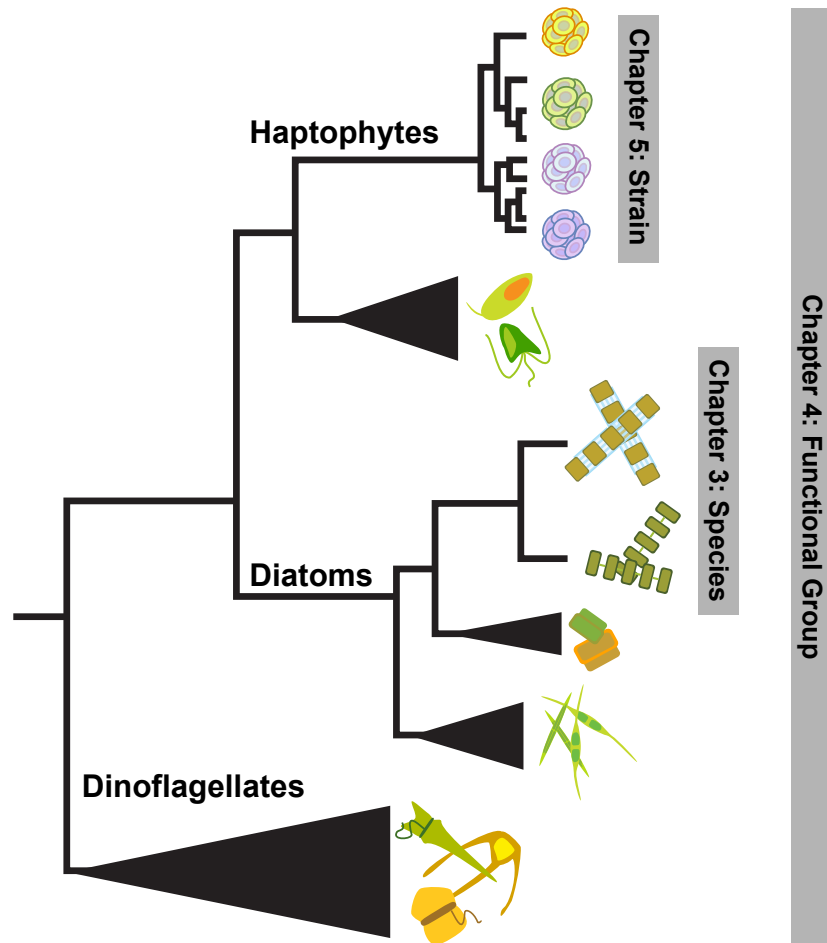 Haptophytes
Chapter 5: Strain
Chapter 3: Species
Chapter 4: Functional Group
Diatoms
Dinoflagellates